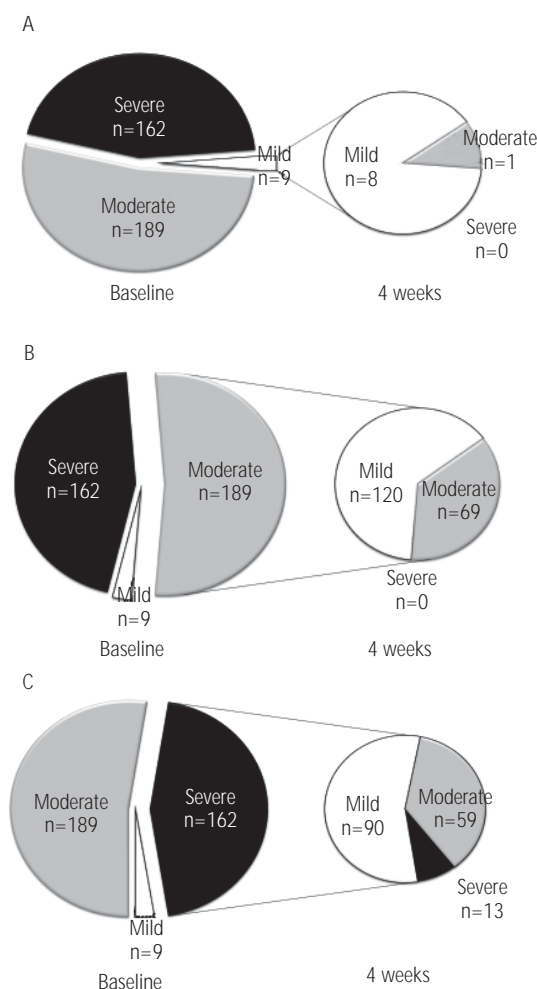 A
Severe
n=162
Mild
n=9
Moderate
n=189
Baseline
Mild
n=8
Moderate
n=1
Severe
n=0
4 weeks
B
Severe
n=162
Moderate
n=189
Mild
n=9
Baseline
Mild
n=120
Moderate
n=69
Severe
n=0
4 weeks
C
Moderate
n=189
Severe
n=162
Mild
n=9
Baseline
Mild
n=90
Moderate
n=59
Severe
n=13
4 weeks